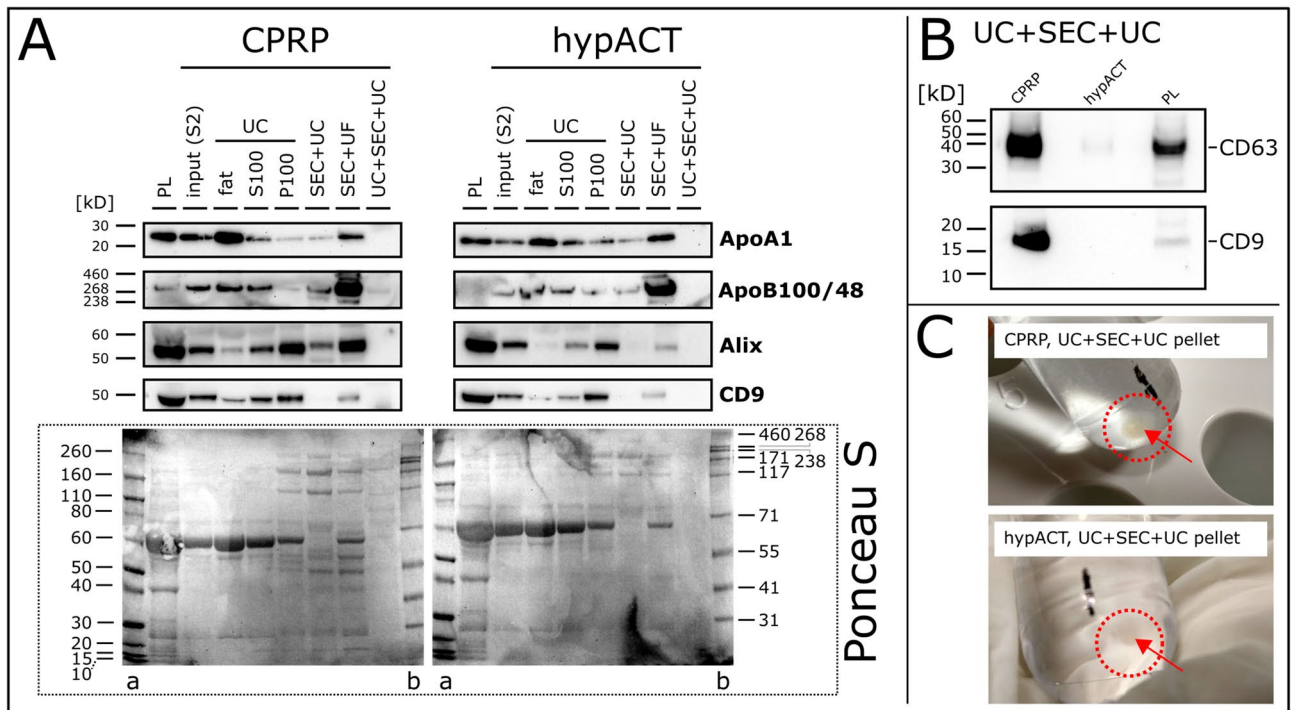 A
CPRP
hypACT
PL
input (S2)
UC
fat
S100
P100
SEC+UC
SEC+UF
UC+SEC+UC
PL
input (S2)
UC
fat
S100
P100
SEC+UC
SEC+UF
UC+SEC+UC
[kD]
30
20
ApoA1
460
268
238
ApoB100/48
60
50
Alix
50
CD9
260
160
110
80
60
50
40
30
20
15
10
460 268
171 238
117
71
55
41
31
a
b
a
b
Ponceau S
B UC+SEC+UC
[kD]
CPRP
hypACT
PL
60
50
40
30
-CD63
20
15
10
-CD9
C
CPRP, UC+SEC+UC pellet
5
hypACT, UC+SEC+UC pellet